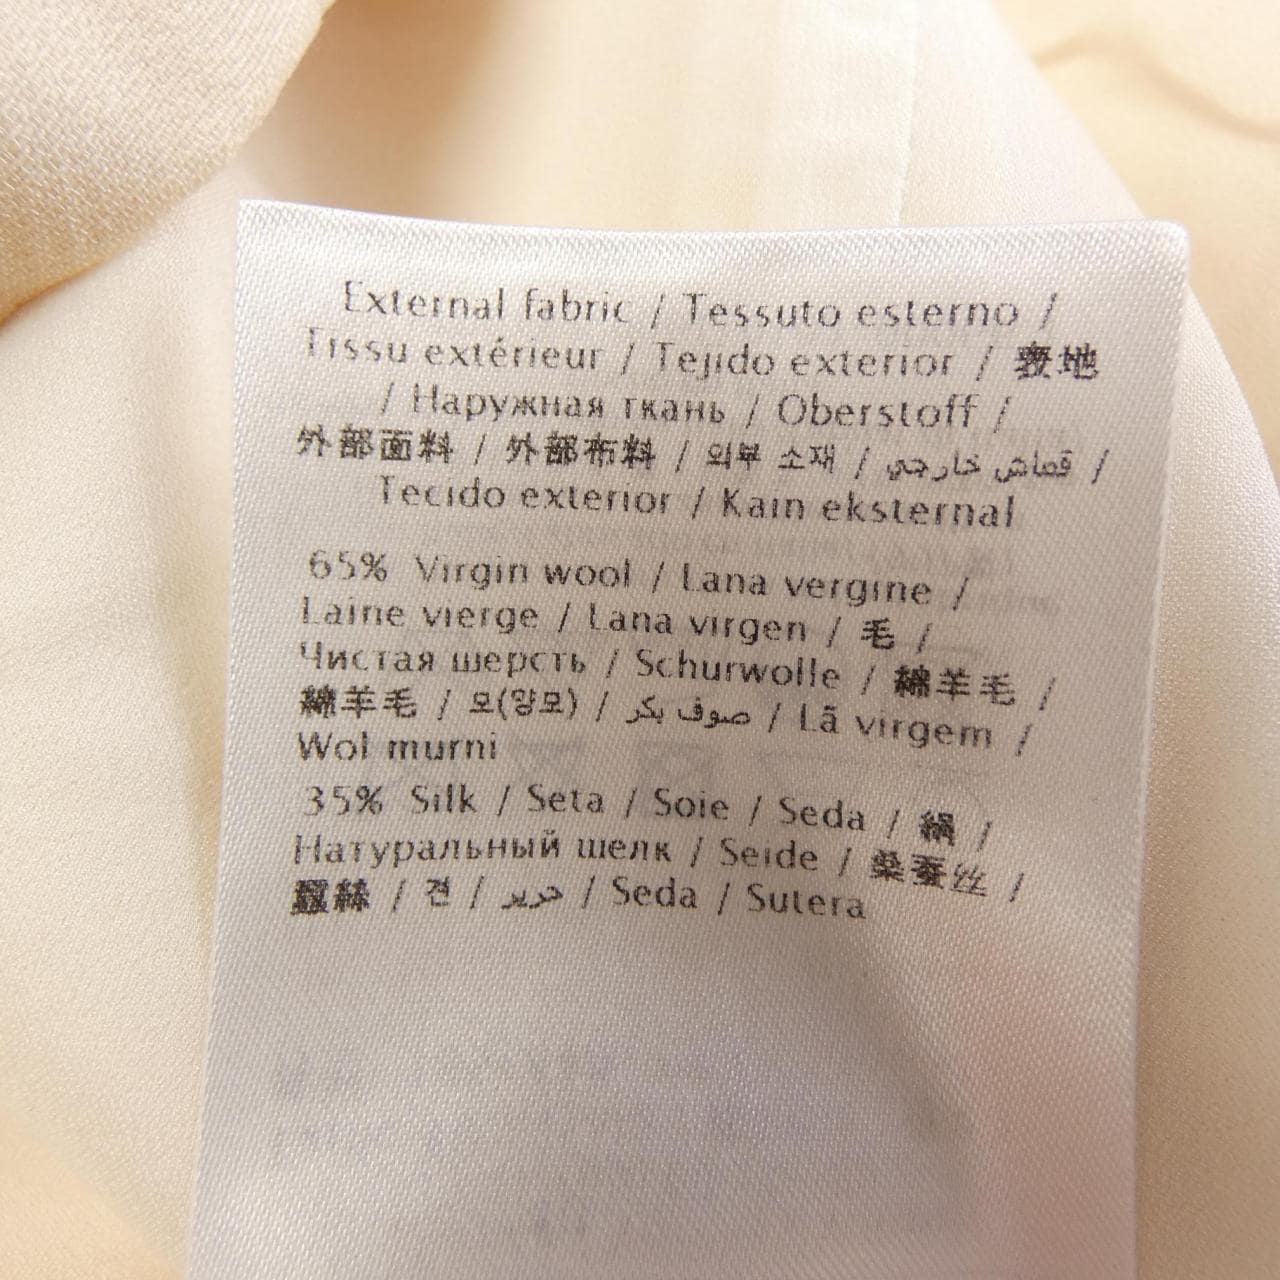 External fabric / Tessuto esterno /
Tissu extérieur / Tejido exterior / 表地
/ Наружная ткань / Oberstoff /
外部面料 / 外部布料 / 외부 소재 / قماش خارجي /
Tecido exterior / Kain eksternal
65% Virgin wool / Lana vergine /
Laine vierge / Lana virgen / 毛 /
Чистая шерсть / Schurwolle / 綿羊毛 /
綿羊毛 / 모(양모) / صوف بكر / Lã virgem /
Wol murni
35% Silk / Seta / Soie / Seda / 絹 /
Натуральный шелк / Seide / 桑蚕丝 /
蠶絲 / 견 / حرير / Seda / Sutera